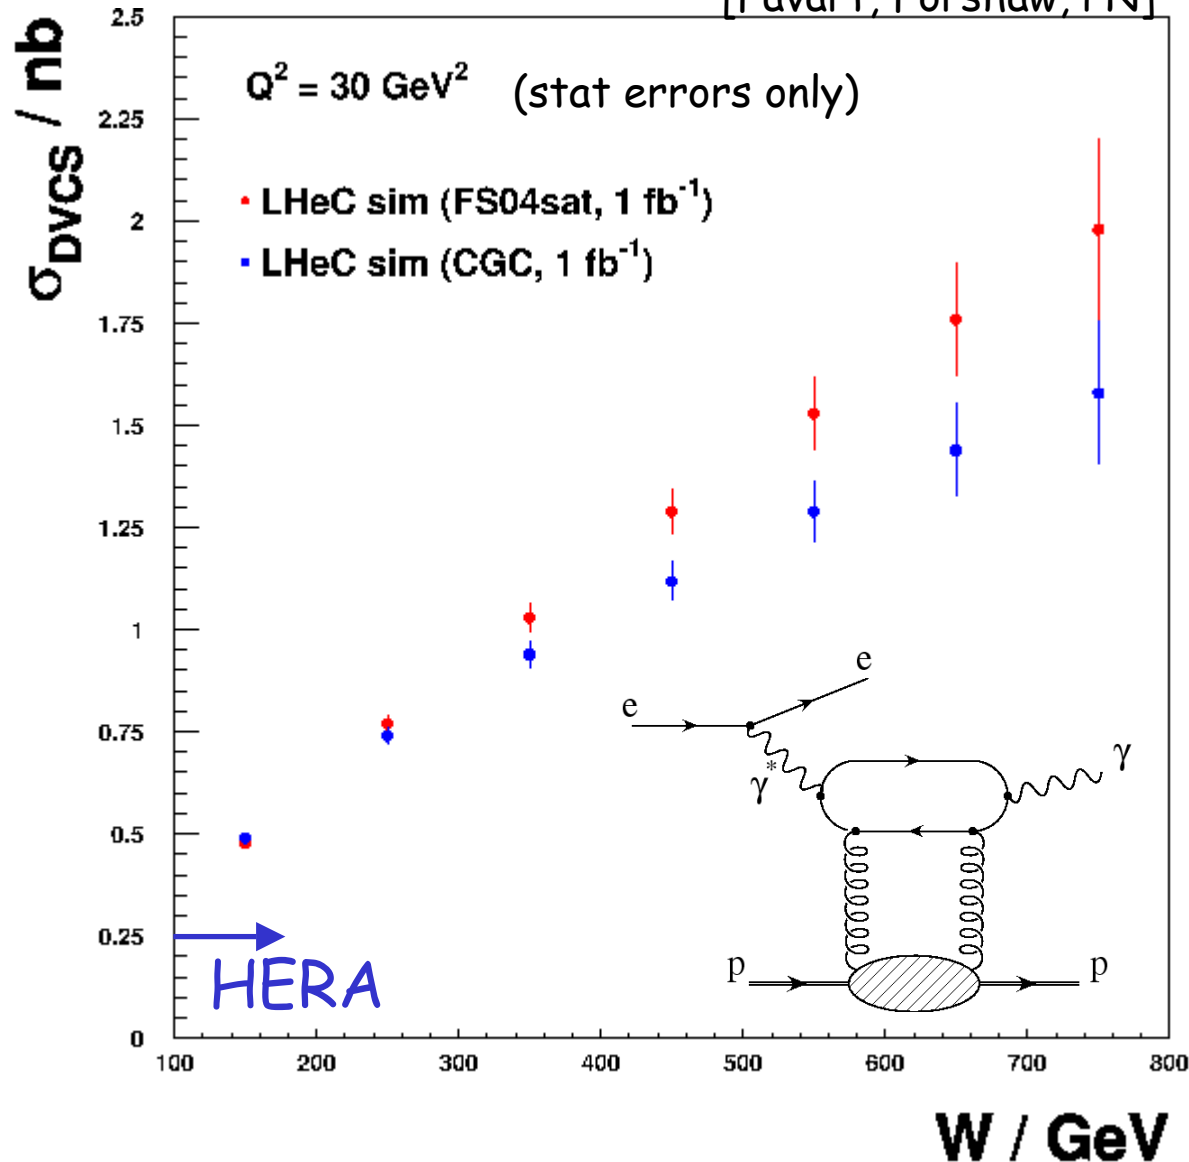 2.5
Q² = 30 GeV² (stat errors only)
2.25
LHeC sim (FS04sat, 1 fb⁻¹)
2
LHeC sim (CGC, 1 fb⁻¹)
σDVCS / nb
1.75
1.5
1.25
1
e
e
0.75
γ*
γ
0.5
0.25
HERA
p
p
0
100 200 300 400 500 600 700 800
W / GeV